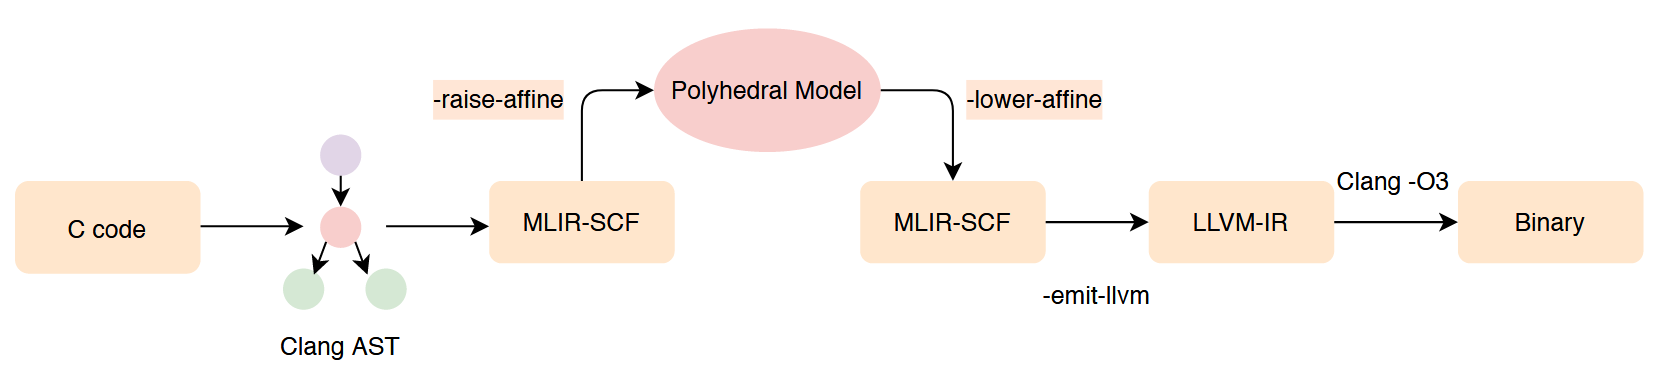 C code
Clang AST
MLIR-SCF
-raise-affine
Polyhedral Model
-lower-affine
MLIR-SCF
-emit-llvm
LLVM-IR
Clang -O3
Binary